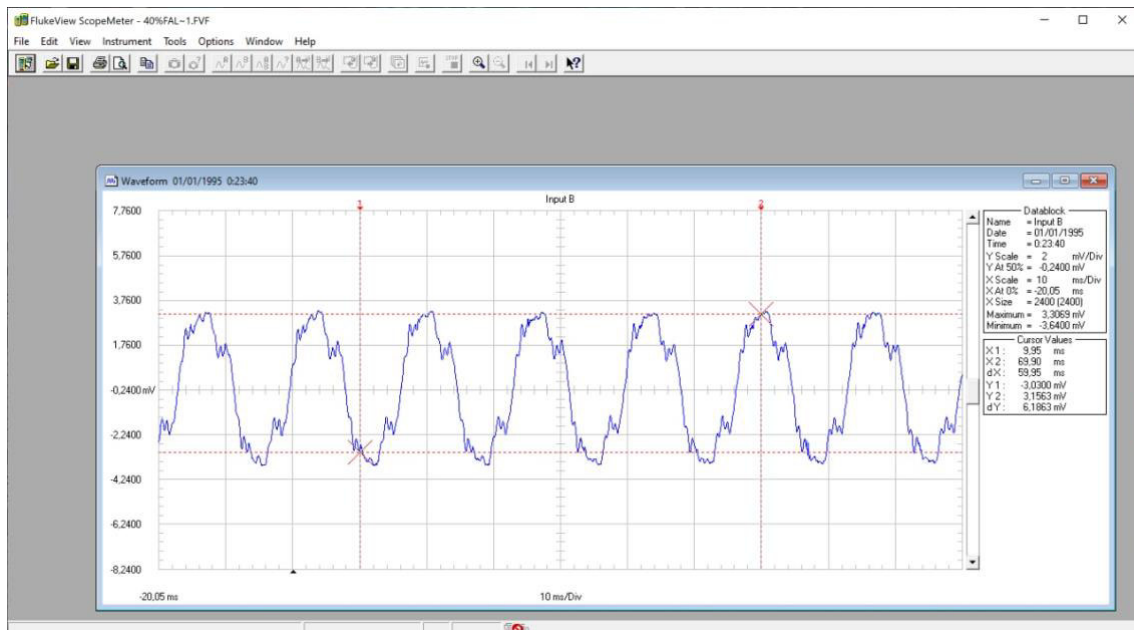 FlukeView ScopeMeter - 40%FAL~1.FVF
File Edit View Instrument Tools Options Window Help
Waveform 01/01/1995 0:23:40
Input B
1 2
7,7600
5,7600
3,7600
1,7600
-0,2400 mV
-2,2400
-4,2400
-6,2400
-8,2400
-20,05 ms
10 ms/Div
Datablock
Name = Input B
Date = 01/01/1995
Time = 0:23:40
Y Scale = 2 mV/Div
Y At 50% = -0,2400 mV
X Scale = 10 ms/Div
X At 0% = -20,05 ms
X Size = 2400 (2400)
Maximum = 3,3069 mV
Minimum = -3,6400 mV
Cursor Values
X1: 9,95 ms
X2: 69,90 ms
dX: 59,95 ms
Y1: -3,0300 mV
Y2: 3,1563 mV
dY: 6,1863 mV